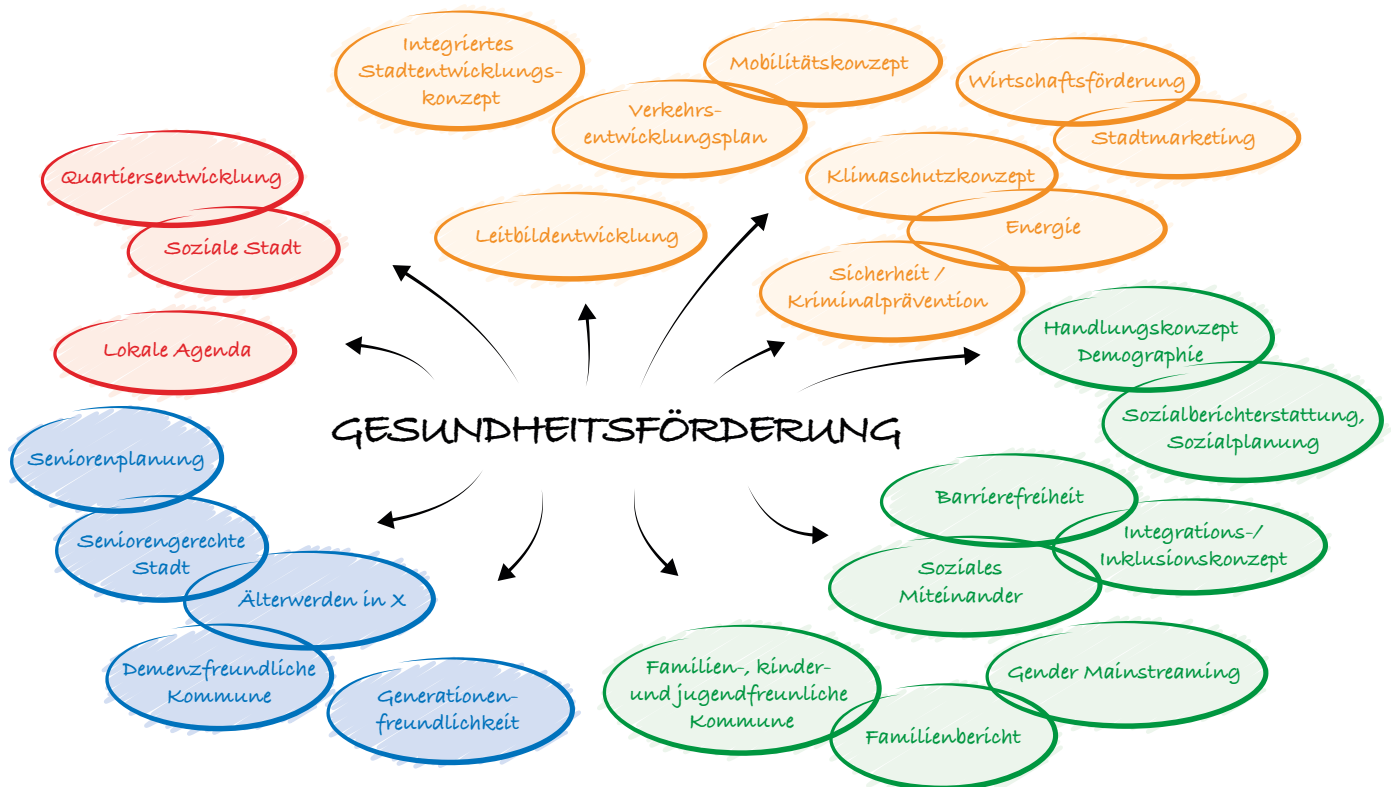 Integriertes
Stadtentwicklungs-
konzept
Mobilitätskonzept
Verkehrs-
entwicklungsplan
Wirtschaftsförderung
Stadtmarketing
Quartiersentwicklung
Soziale Stadt
Leitbildentwicklung
Klimaschutzkonzept
Energie
Sicherheit /
Kriminalprävention
Lokale Agenda
Handlungskonzept
Demographie
Sozialberichterstattung,
Sozialplanung
GESUNDHEITSFÖRDERUNG
Seniorenplanung
Seniorengerechte
Stadt
Älterwerden in X
Demenzfreundliche
Kommune
Generationen-
freundlichkeit
Barrierefreiheit
Integrations-/
Inklusionskonzept
Soziales
Miteinander
Familien-, kinder-
und jugendfreunliche
Kommune
Gender Mainstreaming
Familienbericht